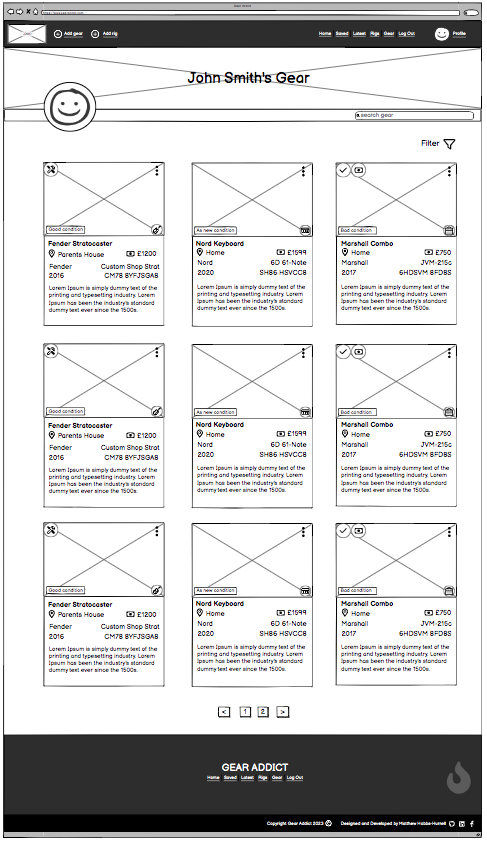 Add gear
Add rig
Home Saved Latest Rigs Gear Log Out
Profile
John Smith's Gear
search gear
Filter
Good condition
As new condition
Bad condition
Fender Stratocaster
Parents House £1200
Fender Custom Shop Strat
2016 CM78 8YFJSGAB
Lorem Ipsum is simply dummy text of the
printing and typesetting industry. Lorem
Ipsum has been the industry's standard
dummy text ever since the 1500s.
Nord Keyboard
Home £1599
Nord 6D 61-Note
2020 SH86 HSVCC8
Lorem Ipsum is simply dummy text of the
printing and typesetting industry. Lorem
Ipsum has been the industry's standard
dummy text ever since the 1500s.
Marshall Combo
Home £750
Marshall JVM-215c
2017 6HDSVM 8FDBS
Lorem Ipsum is simply dummy text of the
printing and typesetting industry. Lorem
Ipsum has been the industry's standard
dummy text ever since the 1500s.
Good condition
As new condition
Bad condition
Fender Stratocaster
Parents House £1200
Fender Custom Shop Strat
2016 CM78 8YFJSGAB
Lorem Ipsum is simply dummy text of the
printing and typesetting industry. Lorem
Ipsum has been the industry's standard
dummy text ever since the 1500s.
Nord Keyboard
Home £1599
Nord 6D 61-Note
2020 SH86 HSVCC8
Lorem Ipsum is simply dummy text of the
printing and typesetting industry. Lorem
Ipsum has been the industry's standard
dummy text ever since the 1500s.
Marshall Combo
Home £750
Marshall JVM-215c
2017 6HDSVM 8FDBS
Lorem Ipsum is simply dummy text of the
printing and typesetting industry. Lorem
Ipsum has been the industry's standard
dummy text ever since the 1500s.
Good condition
As new condition
Bad condition
Fender Stratocaster
Parents House £1200
Fender Custom Shop Strat
2016 CM78 8YFJSGAB
Lorem Ipsum is simply dummy text of the
printing and typesetting industry. Lorem
Ipsum has been the industry's standard
dummy text ever since the 1500s.
Nord Keyboard
Home £1599
Nord 6D 61-Note
2020 SH86 HSVCC8
Lorem Ipsum is simply dummy text of the
printing and typesetting industry. Lorem
Ipsum has been the industry's standard
dummy text ever since the 1500s.
Marshall Combo
Home £750
Marshall JVM-215c
2017 6HDSVM 8FDBS
Lorem Ipsum is simply dummy text of the
printing and typesetting industry. Lorem
Ipsum has been the industry's standard
dummy text ever since the 1500s.
< 1 2 >
GEAR ADDICT
Home Saved Latest Rigs Gear Log Out
Copyright Gear Addict 2023 © Designed and Developed by Matthew Hobbs-Hurrell